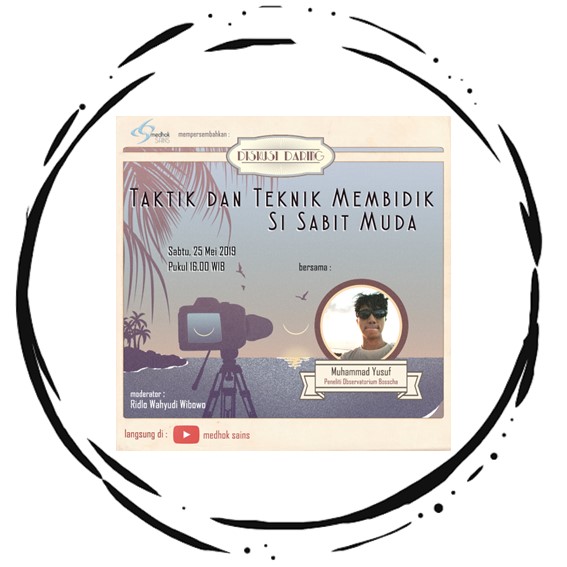 medhok
SAINS
mempersembahkan :
DISKUSI DARING
TAKTIK DAN TEKNIK MEMBIDIK
SI SABIT MUDA
Sabtu, 25 Mei 2019
Pukul 16.00 WIB
bersama :
Muhammad Yusuf
Peneliti Observatorium Bosscha
moderator :
Ridlo Wahyudi Wibowo
langsung di :
medhok sains